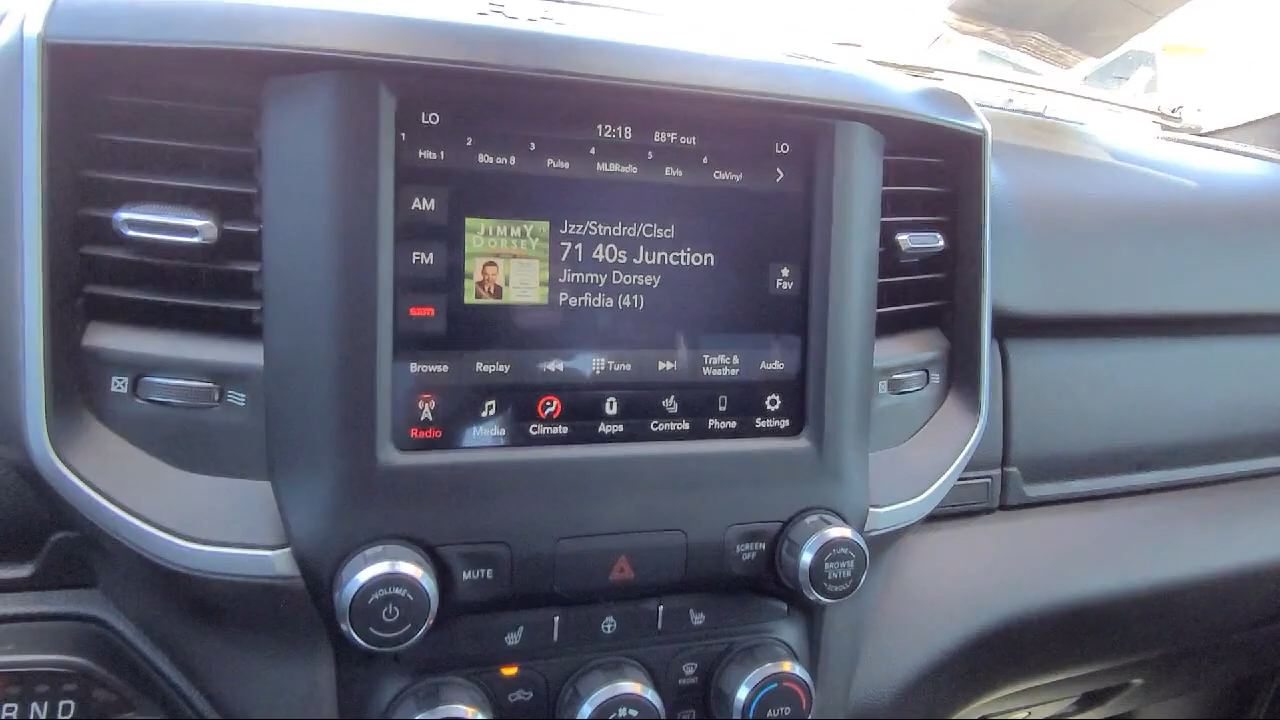 LO
12:18 68°F out
LO
1 Hits 1
2 80s on 8
3 Pulse
4 MLBRadio
5 Elvis
6 ClsVinyl
AM
FM
sxm
JIMMY
DORSEY
Jzz/Stndrd/Clscl
71 40s Junction
Jimmy Dorsey
Perfidia (41)
Fav
Browse
Replay
Tune
Traffic &
Weather
Audio
Radio
Media
Climate
Apps
Controls
Phone
Settings
VOLUME
MUTE
SCREEN
OFF
TUNE
BROWSE
ENTER
SCROLL
FRONT
AUTO
R N D